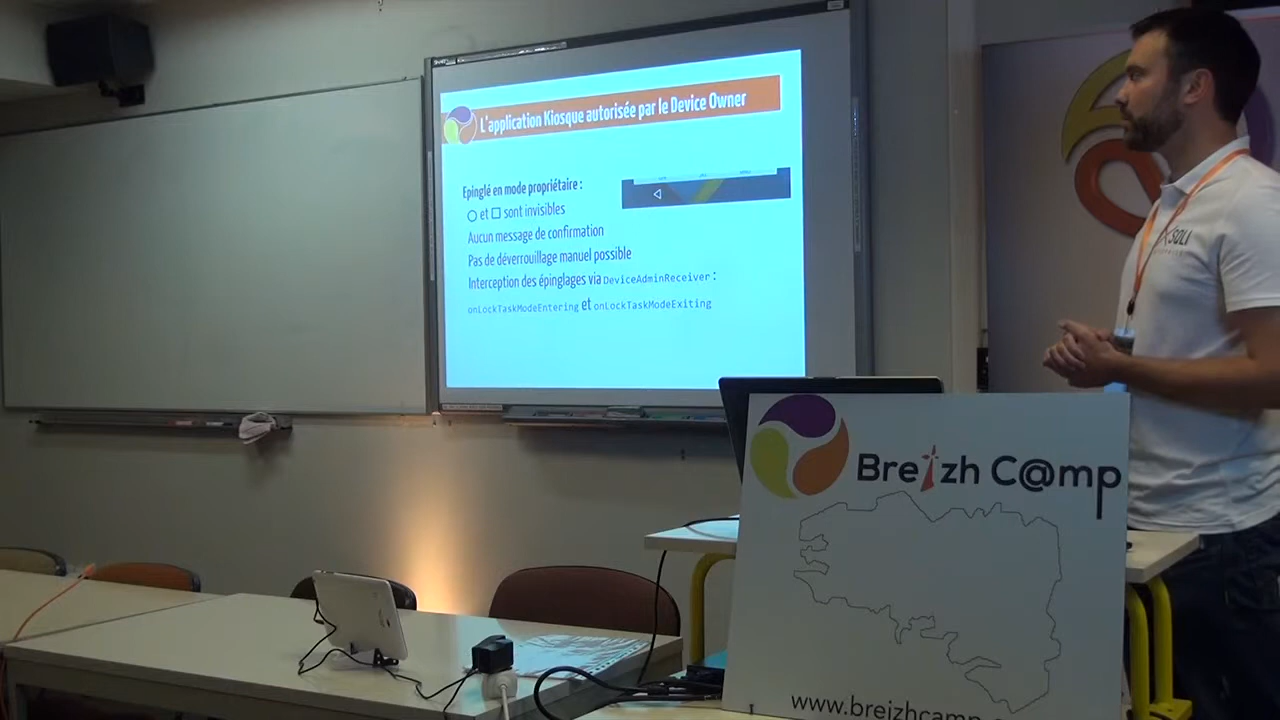 L'application Kiosque autorisée par le Device Owner
Epinglé en mode propriétaire :
et sont invisibles
Aucun message de confirmation
Pas de déverrouillage manuel possible
Interception des épinglages via DeviceAdminReceiver :
onLockTaskModeEntering et onLockTaskModeExiting
SOLI
Breizh C@mp
www.breizhcamp